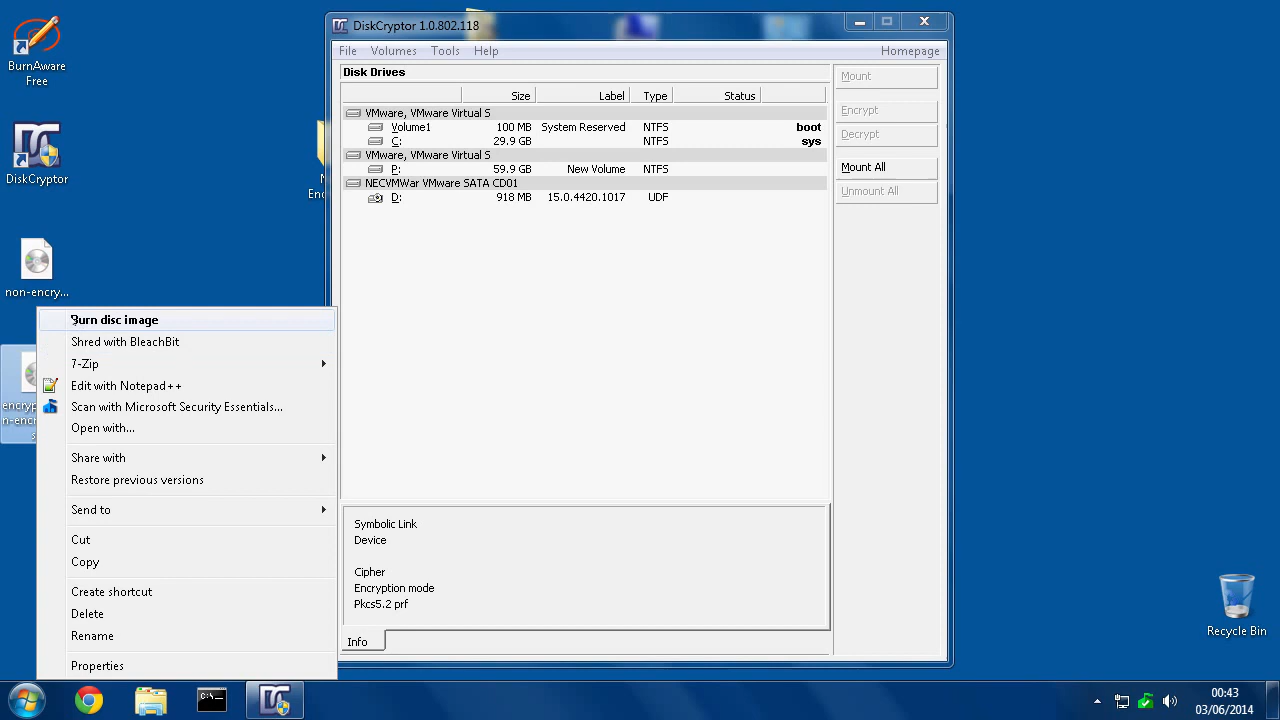 BurnAware
Free
DiskCryptor
non-encry...
encryp
n-encr
s
N
Enc
DiskCryptor 1.0.802.118
File Volumes Tools Help Homepage
Disk Drives
Size Label Type Status
VMware, VMware Virtual S
Volume1 100 MB System Reserved NTFS boot
C: 29.9 GB NTFS sys
VMware, VMware Virtual S
P: 59.9 GB New Volume NTFS
NECVMWar VMware SATA CD01
D: 918 MB 15.0.4420.1017 UDF
Mount
Encrypt
Decrypt
Mount All
Unmount All
Burn disc image
Shred with BleachBit
7-Zip
Edit with Notepad++
Scan with Microsoft Security Essentials...
Open with...
Share with
Restore previous versions
Send to
Cut
Copy
Create shortcut
Delete
Rename
Properties
Symbolic Link
Device
Cipher
Encryption mode
Pkcs5.2 prf
Info
Recycle Bin
00:43
03/06/2014